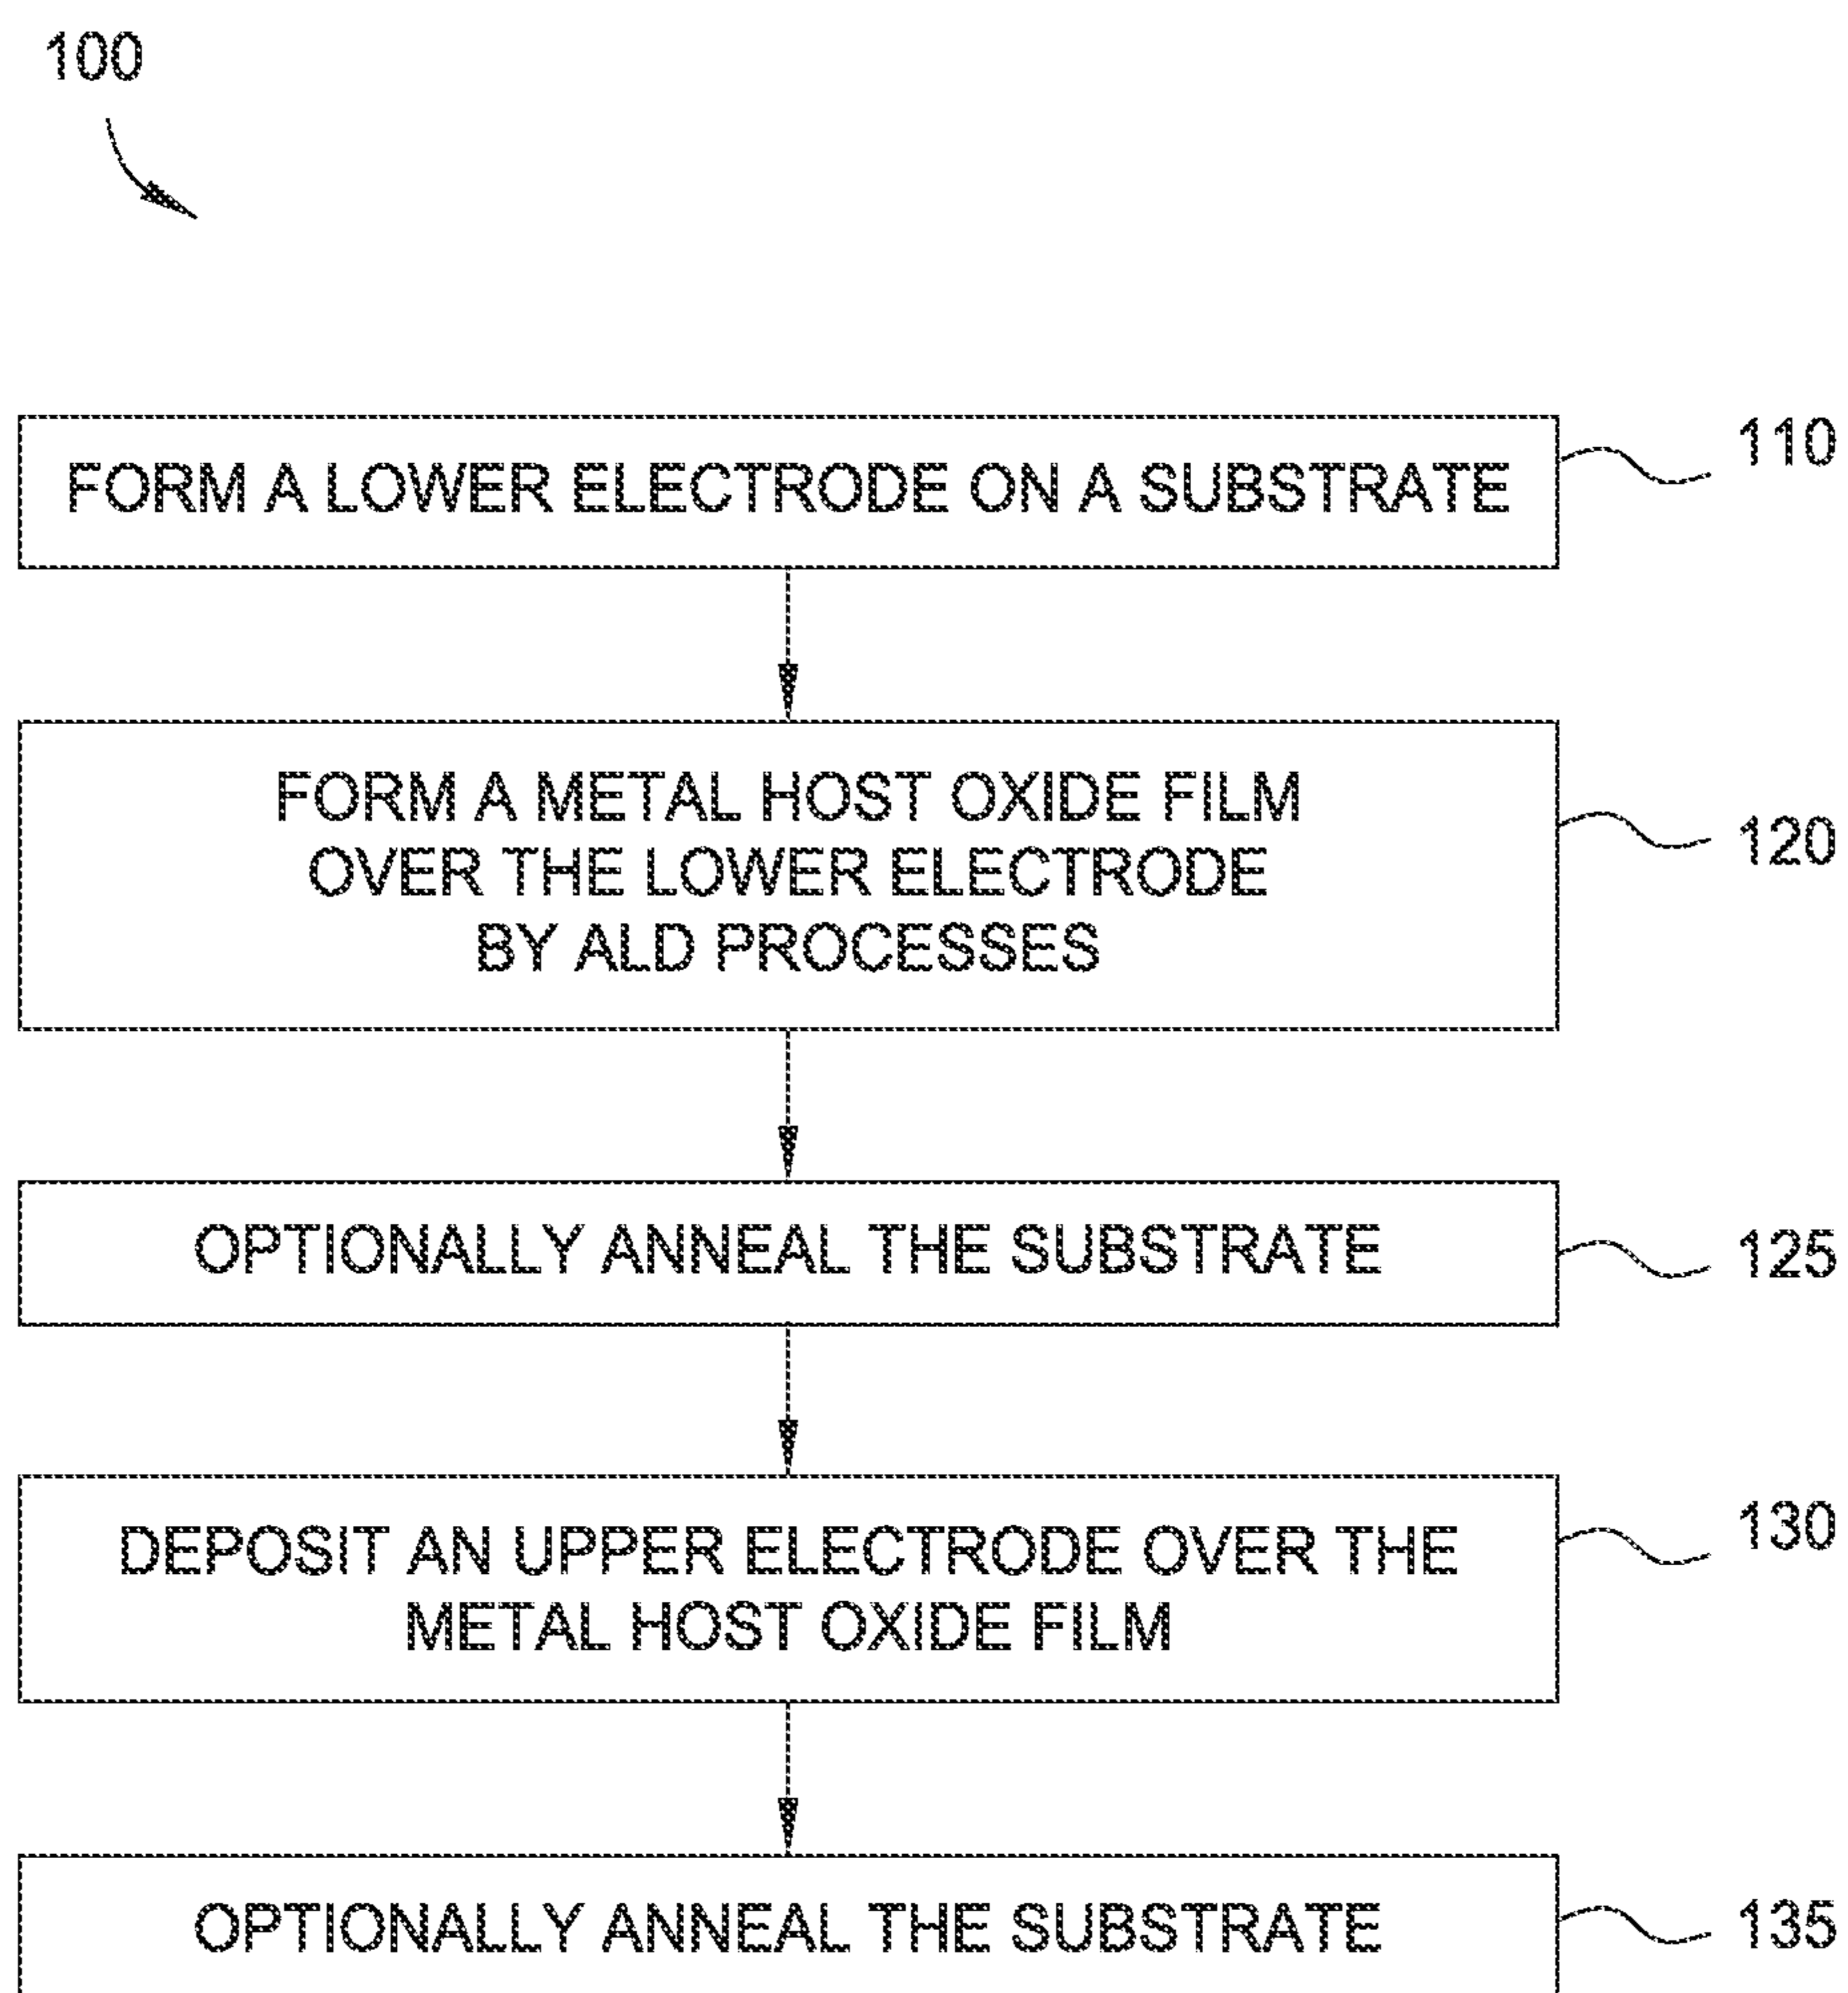 100
FORM A LOWER ELECTRODE ON A SUBSTRATE
110
FORM A METAL HOST OXIDE FILM
OVER THE LOWER ELECTRODE
BY ALD PROCESSES
120
OPTIONALLY ANNEAL THE SUBSTRATE
125
DEPOSIT AN UPPER ELECTRODE OVER THE
METAL HOST OXIDE FILM
130
OPTIONALLY ANNEAL THE SUBSTRATE
135